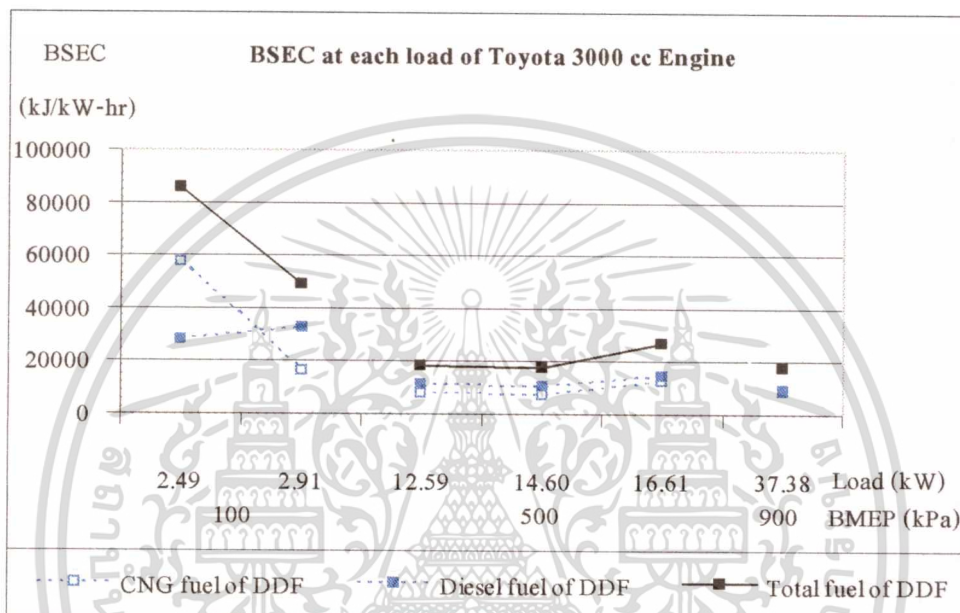 BSEC
BSEC at each load of Toyota 3000 cc Engine
(kJ/kW-hr)
100000
80000
60000
40000
20000
0
2.49 2.91 12.59 14.60 16.61 37.38 Load (kW)
100 500 900 BMEP (kPa)
CNG fuel of DDF Diesel fuel of DDF Total fuel of DDF